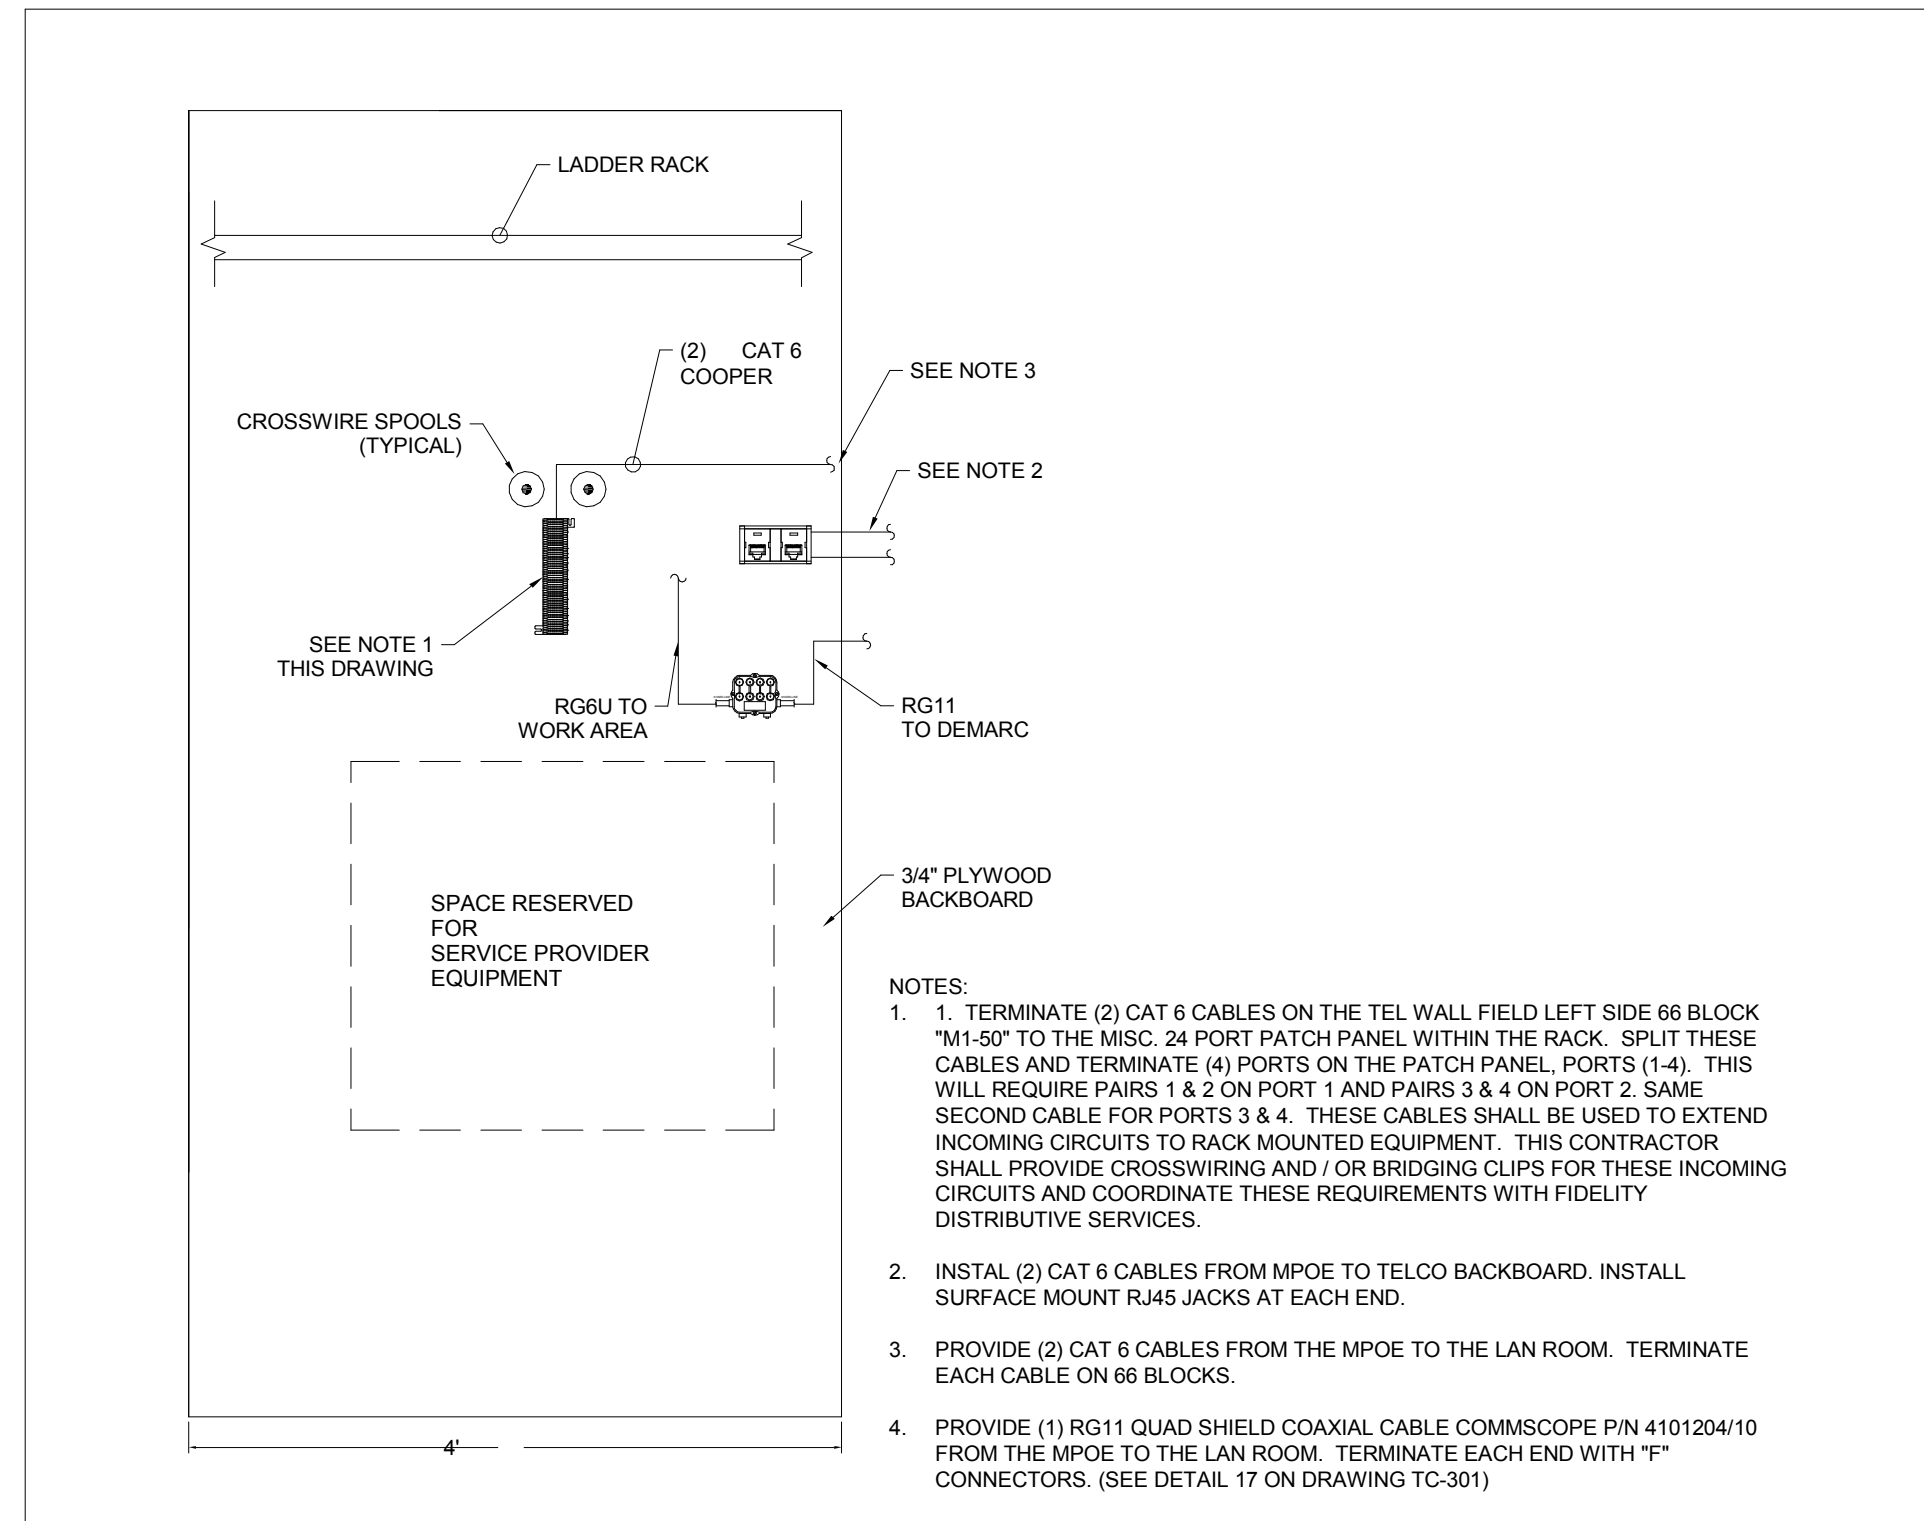 LADDER RACK
(2) CAT 6
COOPER
SEE NOTE 3
CROSSWIRE SPOOLS
(TYPICAL)
SEE NOTE 2
SEE NOTE 1
THIS DRAWING
RG6U TO
WORK AREA
RG11
TO DEMARC
3/4" PLYWOOD
BACKBOARD
SPACE RESERVED
FOR
SERVICE PROVIDER
EQUIPMENT
4'
NOTES:
1. 1. TERMINATE (2) CAT 6 CABLES ON THE TEL WALL FIELD LEFT SIDE 66 BLOCK
"M1-50" TO THE MISC. 24 PORT PATCH PANEL WITHIN THE RACK. SPLIT THESE
CABLES AND TERMINATE (4) PORTS ON THE PATCH PANEL, PORTS (1-4). THIS
WILL REQUIRE PAIRS 1 & 2 ON PORT 1 AND PAIRS 3 & 4 ON PORT 2. SAME
SECOND CABLE FOR PORTS 3 & 4. THESE CABLES SHALL BE USED TO EXTEND
INCOMING CIRCUITS TO RACK MOUNTED EQUIPMENT. THIS CONTRACTOR
SHALL PROVIDE CROSSWIRING AND / OR BRIDGING CLIPS FOR THESE INCOMING
CIRCUITS AND COORDINATE THESE REQUIREMENTS WITH FIDELITY
DISTRIBUTIVE SERVICES.
2. INSTAL (2) CAT 6 CABLES FROM MPOE TO TELCO BACKBOARD. INSTALL
SURFACE MOUNT RJ45 JACKS AT EACH END.
3. PROVIDE (2) CAT 6 CABLES FROM THE MPOE TO THE LAN ROOM. TERMINATE
EACH CABLE ON 66 BLOCKS.
4. PROVIDE (1) RG11 QUAD SHIELD COAXIAL CABLE COMMSCOPE P/N 4101204/10
FROM THE MPOE TO THE LAN ROOM. TERMINATE EACH END WITH "F"
CONNECTORS. (SEE DETAIL 17 ON DRAWING TC-301)